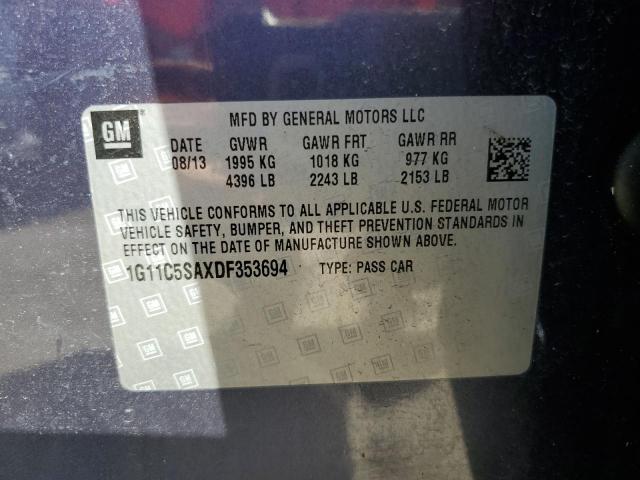 GM
MFD BY GENERAL MOTORS LLC
DATE GVWR GAWR FRT GAWR RR
08/13 1995 KG 1018 KG 977 KG
4396 LB 2243 LB 2153 LB
THIS VEHICLE CONFORMS TO ALL APPLICABLE U.S. FEDERAL MOTOR
VEHICLE SAFETY, BUMPER, AND THEFT PREVENTION STANDARDS IN
EFFECT ON THE DATE OF MANUFACTURE SHOWN ABOVE.
1G11C5SAXDF353694 TYPE: PASS CAR